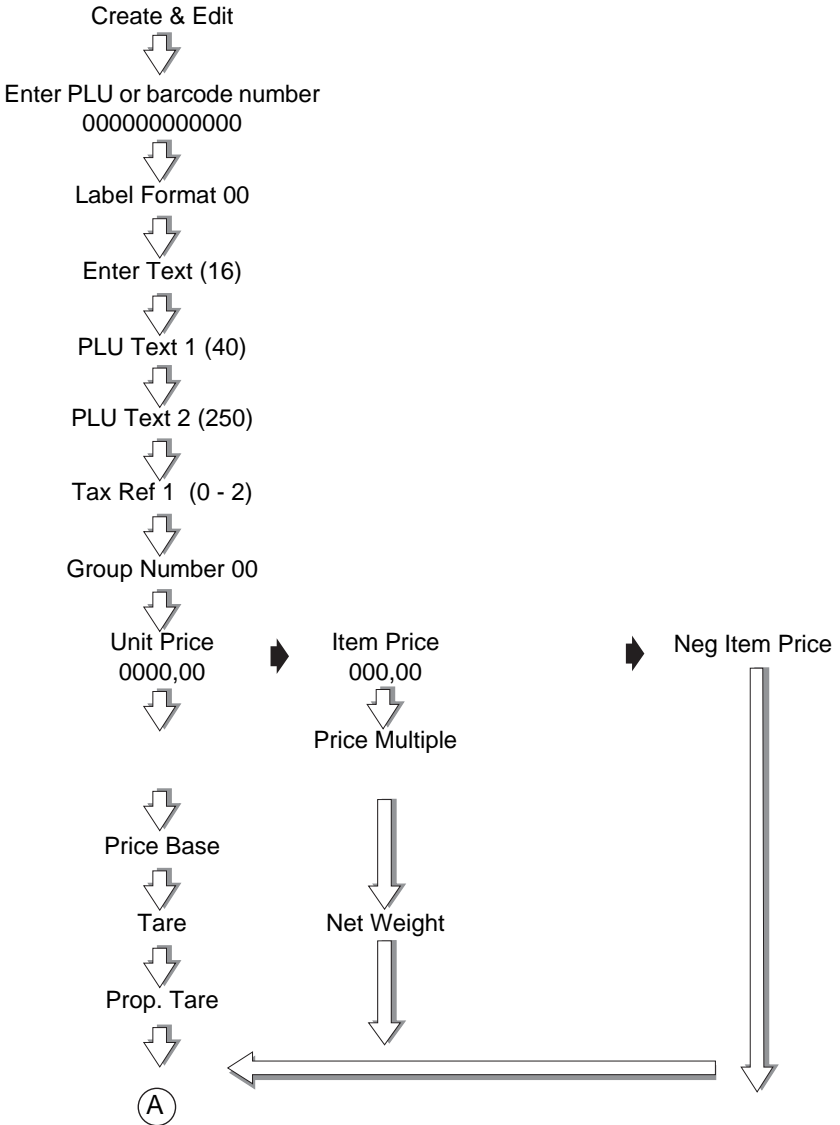 Create & Edit
Enter PLU or barcode number
000000000000
Label Format 00
Enter Text (16)
PLU Text 1 (40)
PLU Text 2 (250)
Tax Ref 1 (0 - 2)
Group Number 00
Unit Price
0000,00
Item Price
000,00
Neg Item Price
Price Multiple
Price Base
Tare
Net Weight
Prop. Tare
A